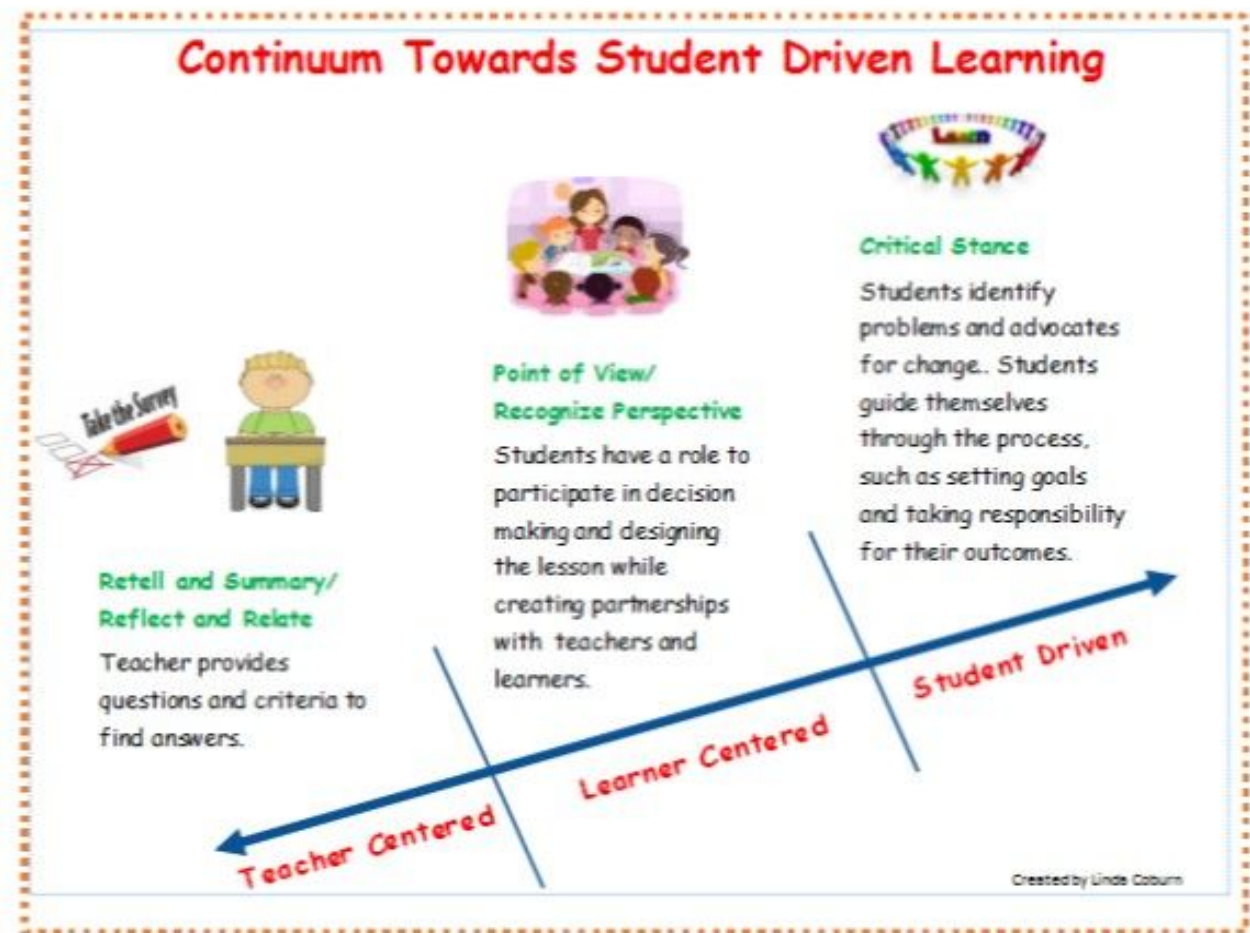 Continuum Towards Student Driven Learning
Learn
Critical Stance
Students identify
problems and advocates
for change.. Students
guide themselves
through the process,
such as setting goals
and taking responsibility
for their outcomes.
Point of View/
Recognize Perspective
Students have a role to
participate in decision
making and designing
the lesson while
creating partnerships
with teachers and
learners.
Take the Survey
Retell and Summary/
Reflect and Relate
Teacher provides
questions and criteria to
find answers.
Teacher Centered
Learner Centered
Student Driven
Created by Linda Coburn